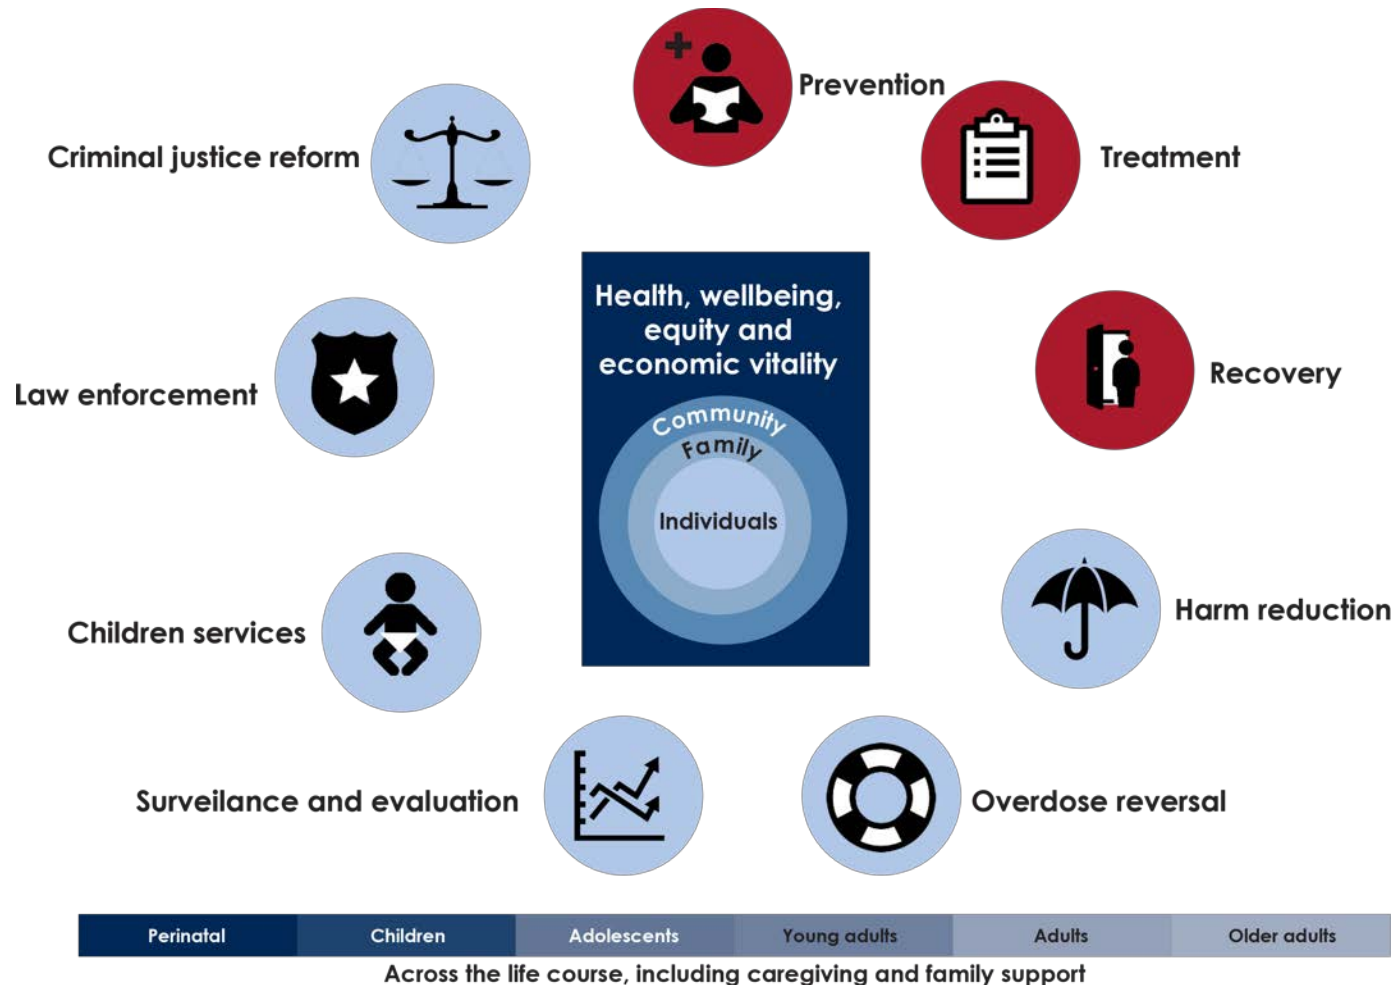 Prevention
Treatment
Criminal justice reform
Health, wellbeing,
equity and
economic vitality
Community
Family
Individuals
Law enforcement
Recovery
Children services
Harm reduction
Surveilance and evaluation
Overdose reversal
Perinatal
Children
Adolescents
Young adults
Adults
Older adults
Across the life course, including caregiving and family support